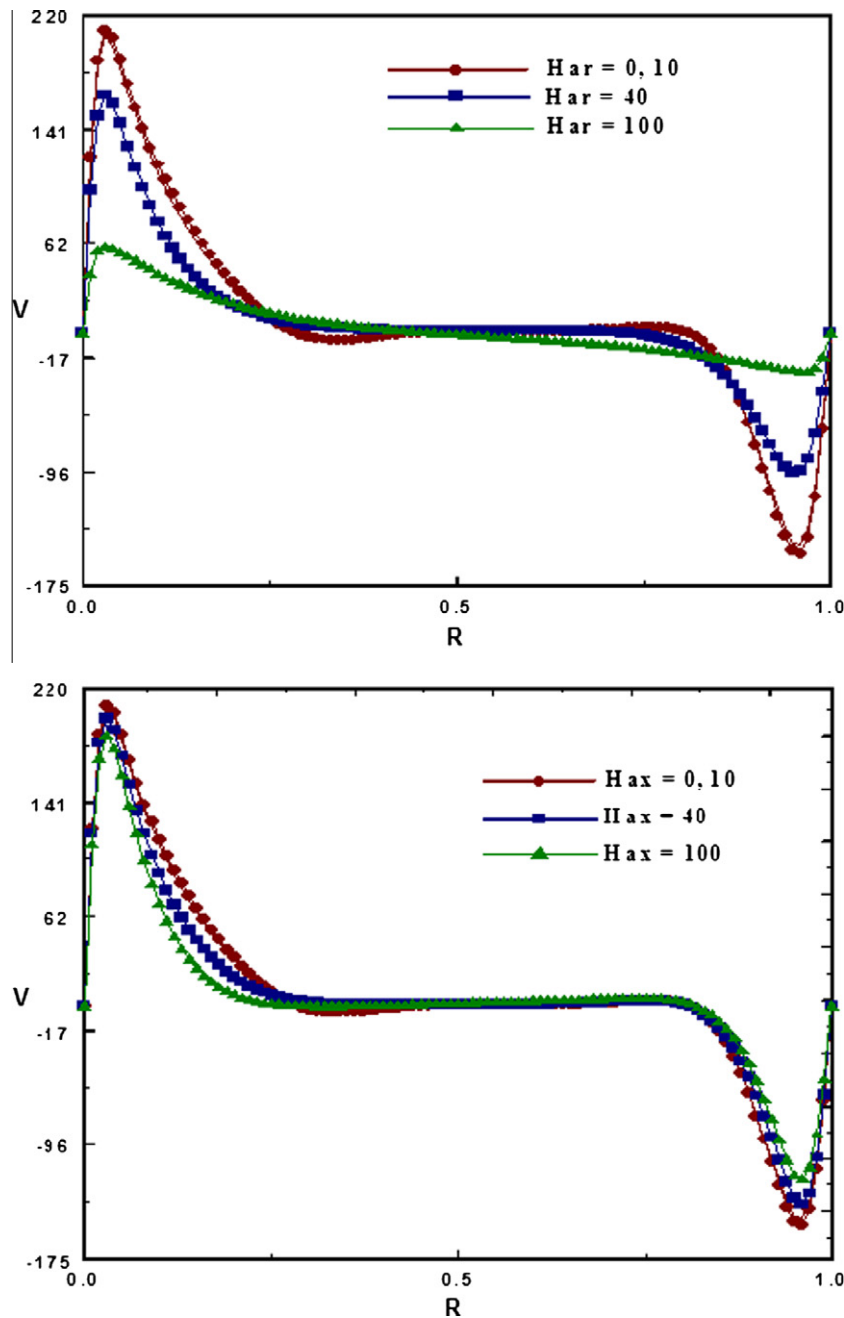 220
Har = 0, 10
Har = 40
141
Har = 100
62
V
-17
-96
-175
0.0
0.5
1.0
R
220
Hax = 0, 10
141
Hax = 40
Hax = 100
62
V
-17
-96
-175
0.0
0.5
1.0
R